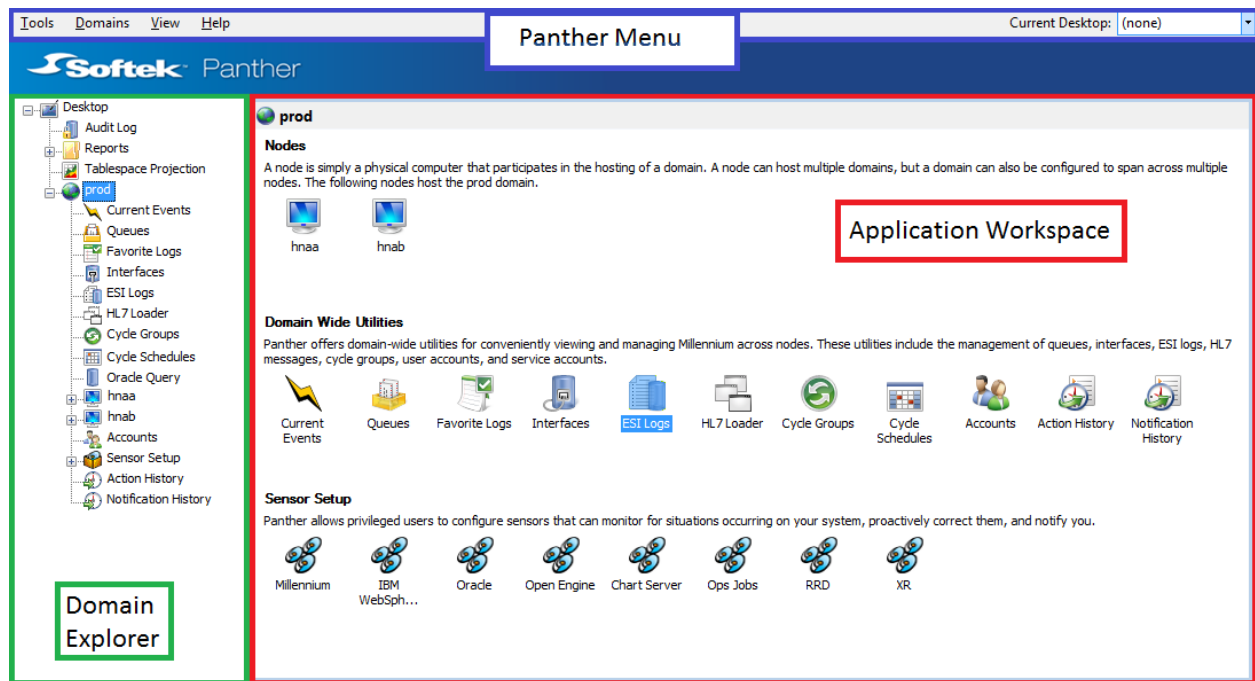 Tools Domains View Help
Panther Menu
Current Desktop: (none)
Softek Panther
Desktop
Audit Log
Reports
Tablespace Projection
prod
Current Events
Queues
Favorite Logs
Interfaces
ESI Logs
HL7 Loader
Cycle Groups
Cycle Schedules
Oracle Query
hnaa
hnab
Accounts
Sensor Setup
Action History
Notification History
Domain
Explorer
prod
Nodes
A node is simply a physical computer that participates in the hosting of a domain. A node can host multiple domains, but a domain can also be configured to span across multiple
nodes. The following nodes host the prod domain.
hnaa hnab
Application Workspace
Domain Wide Utilities
Panther offers domain-wide utilities for conveniently viewing and managing Millennium across nodes. These utilities include the management of queues, interfaces, ESI logs, HL7
messages, cycle groups, user accounts, and service accounts.
Current Queues Favorite Logs Interfaces ESI Logs HL7 Loader Cycle Groups Cycle Accounts Action History Notification
Events Schedules History
Sensor Setup
Panther allows privileged users to configure sensors that can monitor for situations occurring on your system, proactively correct them, and notify you.
Millennium IBM Oracle Open Engine Chart Server Ops Jobs RRD XR
WebSph...